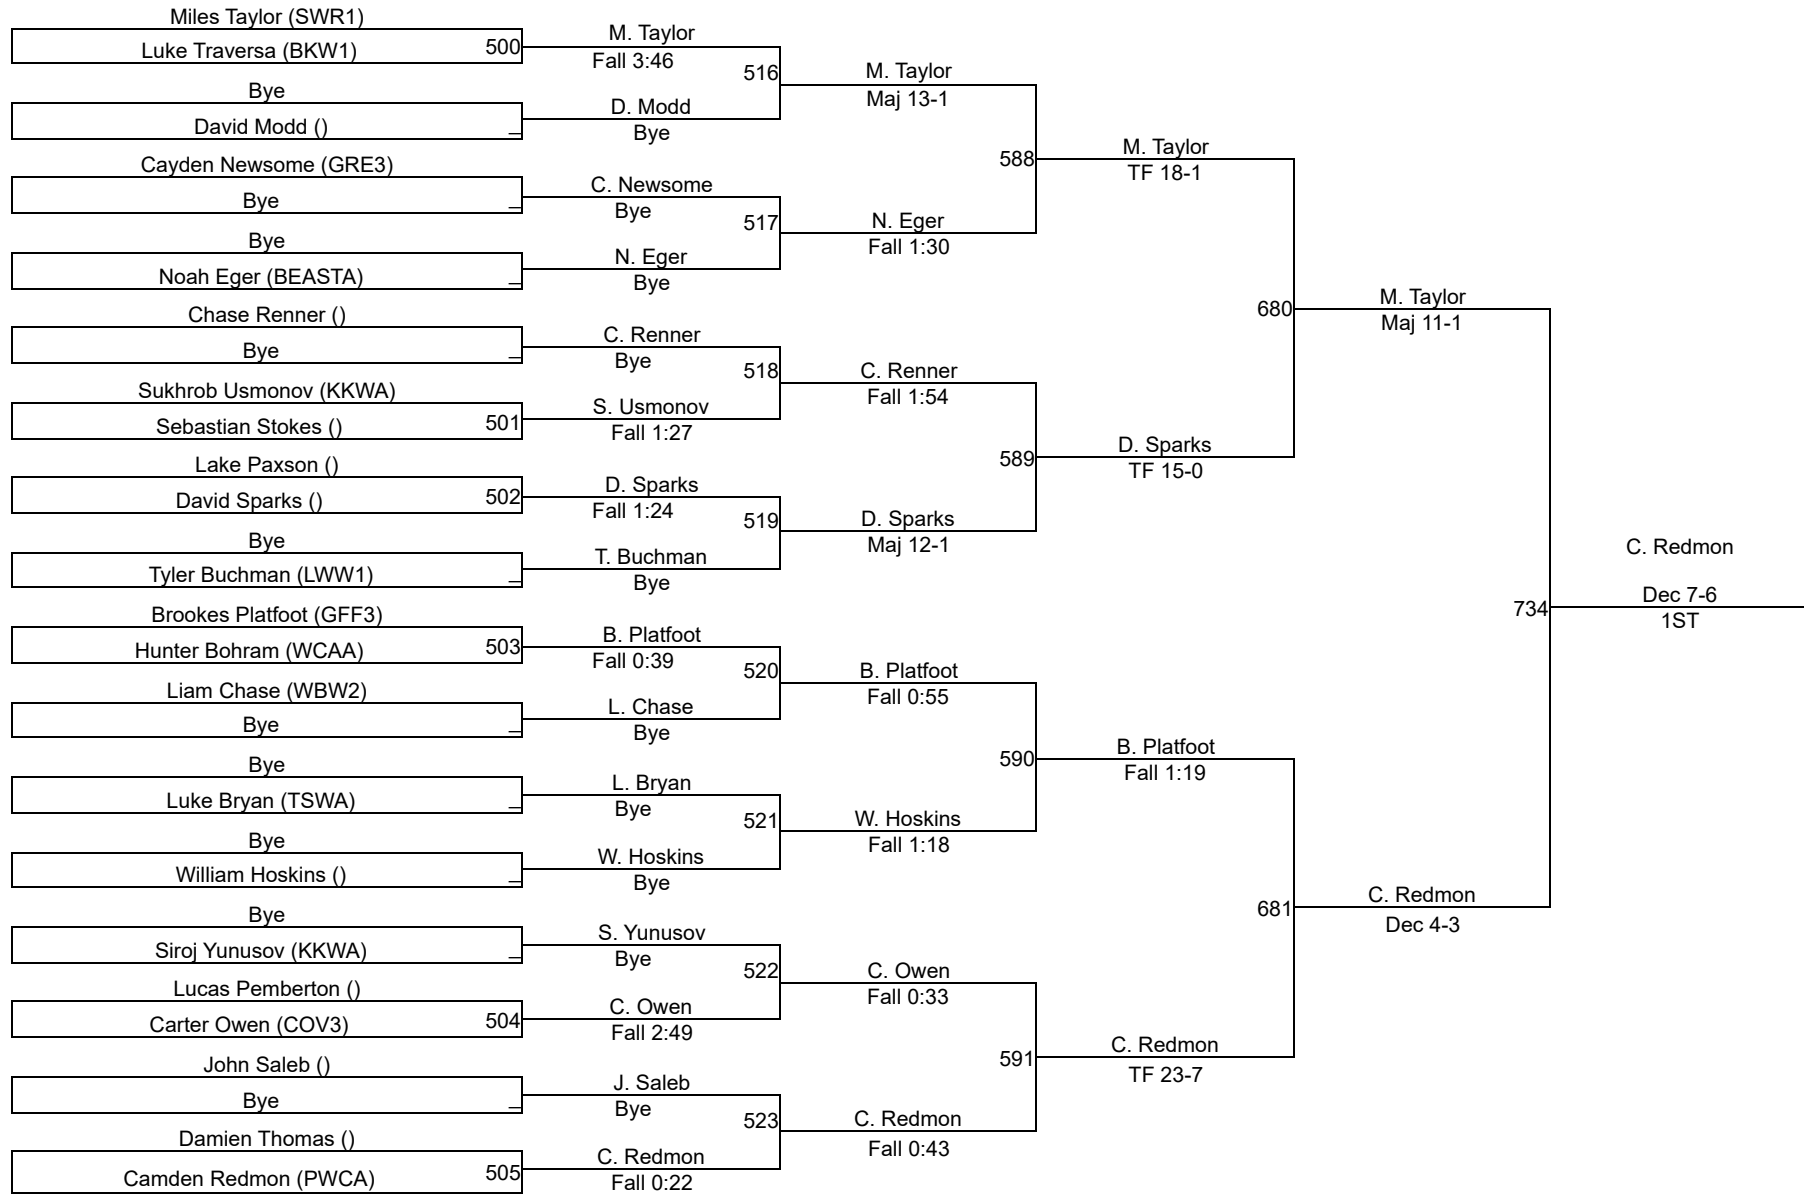 Miles Taylor (SWR1)
Luke Traversa (BKW1)
500
Bye
David Modd ()
_
Cayden Newsome (GRE3)
Bye
_
Bye
Noah Eger (BEASTA)
_
Chase Renner ()
Bye
_
Sukhrob Usmonov (KKWA)
Sebastian Stokes ()
501
Lake Paxson ()
David Sparks ()
502
Bye
Tyler Buchman (LWW1)
_
Brookes Platfoot (GFF3)
Hunter Bohram (WCAA)
503
Liam Chase (WBW2)
Bye
_
Bye
Luke Bryan (TSWA)
_
Bye
William Hoskins ()
_
Bye
Siroj Yunusov (KKWA)
_
Lucas Pemberton ()
Carter Owen (COV3)
504
John Saleb ()
Bye
_
Damien Thomas ()
Camden Redmon (PWCA)
505
M. Taylor
Fall 3:46
516
D. Modd
Bye
C. Newsome
Bye
517
N. Eger
Bye
C. Renner
Bye
518
S. Usmonov
Fall 1:27
D. Sparks
Fall 1:24
519
T. Buchman
Bye
B. Platfoot
Fall 0:39
520
L. Chase
Bye
L. Bryan
Bye
521
W. Hoskins
Bye
S. Yunusov
Bye
522
C. Owen
Fall 2:49
J. Saleb
Bye
523
C. Redmon
Fall 0:22
M. Taylor
Maj 13-1
588
N. Eger
Fall 1:30
C. Renner
Fall 1:54
589
D. Sparks
Maj 12-1
B. Platfoot
Fall 0:55
590
W. Hoskins
Fall 1:18
C. Owen
Fall 0:33
591
C. Redmon
Fall 0:43
M. Taylor
TF 18-1
680
D. Sparks
TF 15-0
B. Platfoot
Fall 1:19
681
C. Redmon
TF 23-7
M. Taylor
Maj 11-1
734
C. Redmon
Dec 4-3
C. Redmon
Dec 7-6
1ST